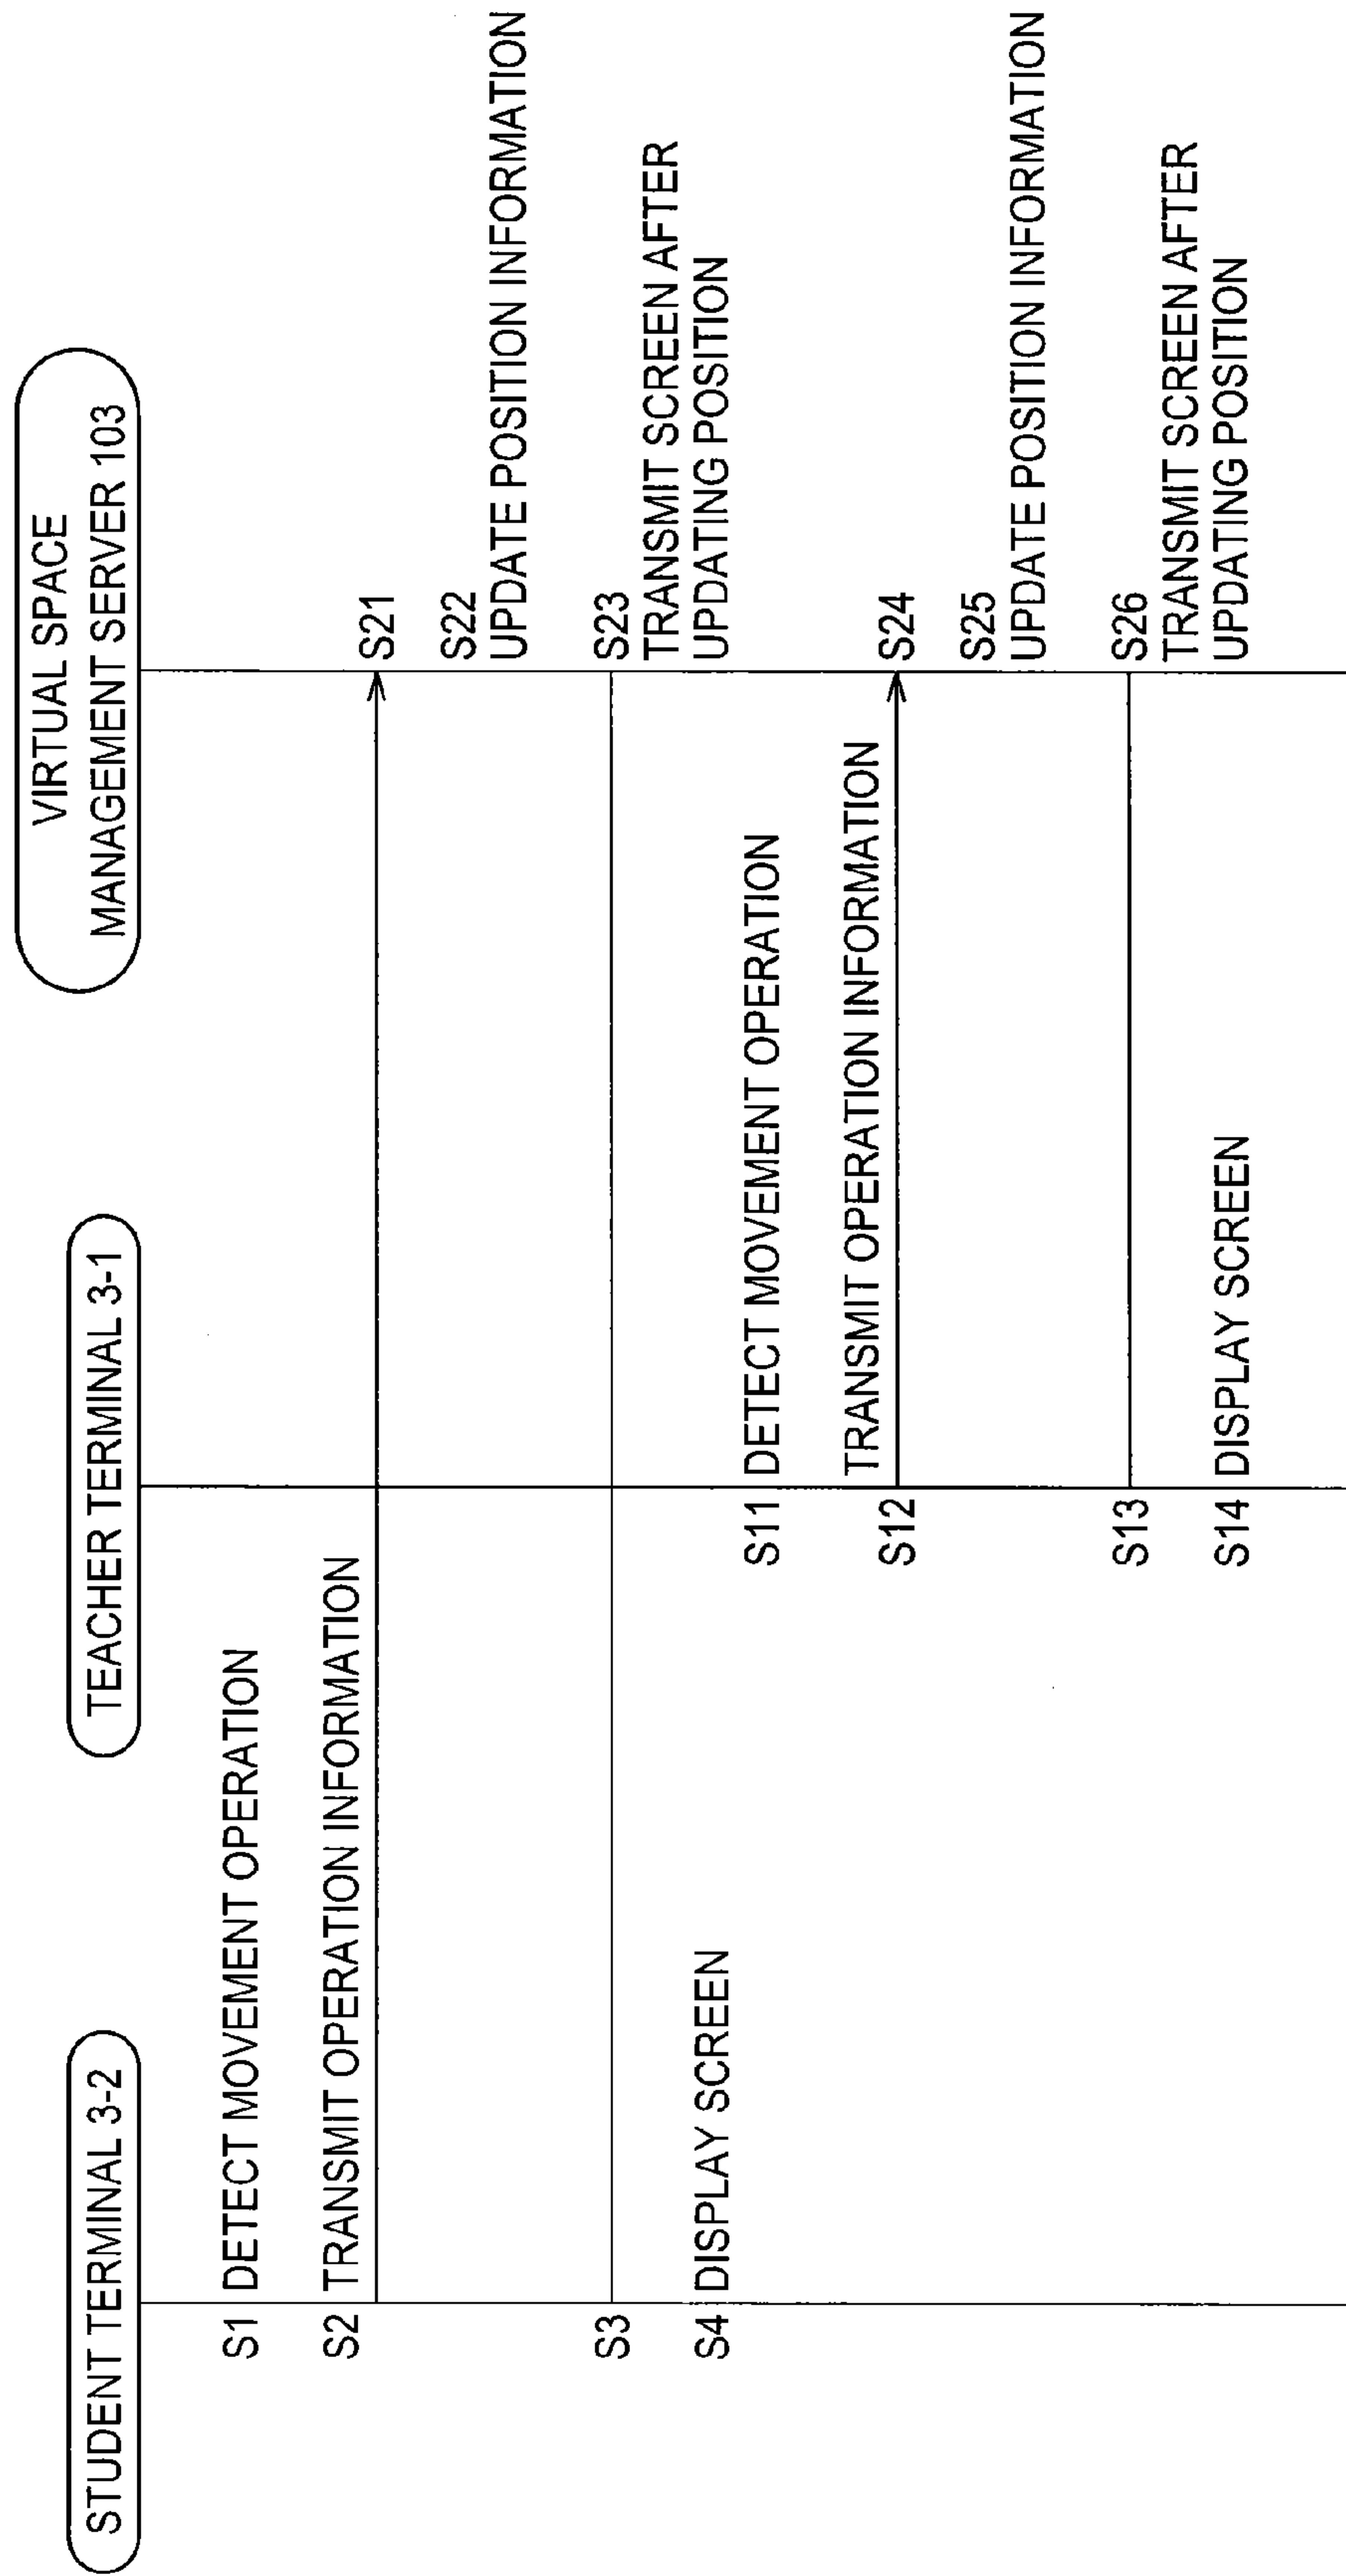 STUDENT TERMINAL 3-2
TEACHER TERMINAL 3-1
VIRTUAL SPACE
MANAGEMENT SERVER 103
S1 DETECT MOVEMENT OPERATION
S2 TRANSMIT OPERATION INFORMATION
S21
S22
UPDATE POSITION INFORMATION
S3
S23
TRANSMIT SCREEN AFTER
UPDATING POSITION
S4 DISPLAY SCREEN
S11 DETECT MOVEMENT OPERATION
TRANSMIT OPERATION INFORMATION
S12
S24
S25
UPDATE POSITION INFORMATION
S13
S26
TRANSMIT SCREEN AFTER
UPDATING POSITION
S14 DISPLAY SCREEN